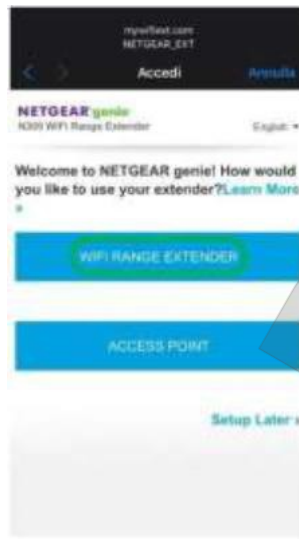 mywifiext.com
NETGEAR_EXT
Accedi
Annulla
NETGEAR genie
N300 WiFi Range Extender
English
Welcome to NETGEAR genie! How would
you like to use your extender?Learn More
»
WIFI RANGE EXTENDER
ACCESS POINT
Setup Later »